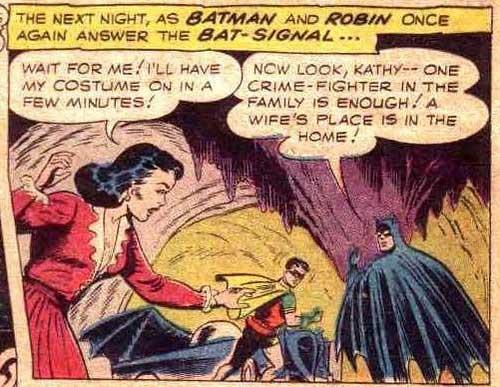 THE NEXT NIGHT, AS BATMAN AND ROBIN ONCE
AGAIN ANSWER THE BAT-SIGNAL...
WAIT FOR ME! I'LL HAVE
MY COSTUME ON IN A
FEW MINUTES!
NOW LOOK, KATHY-- ONE
CRIME-FIGHTER IN THE
FAMILY IS ENOUGH! A
WIFE'S PLACE IS IN THE
HOME!